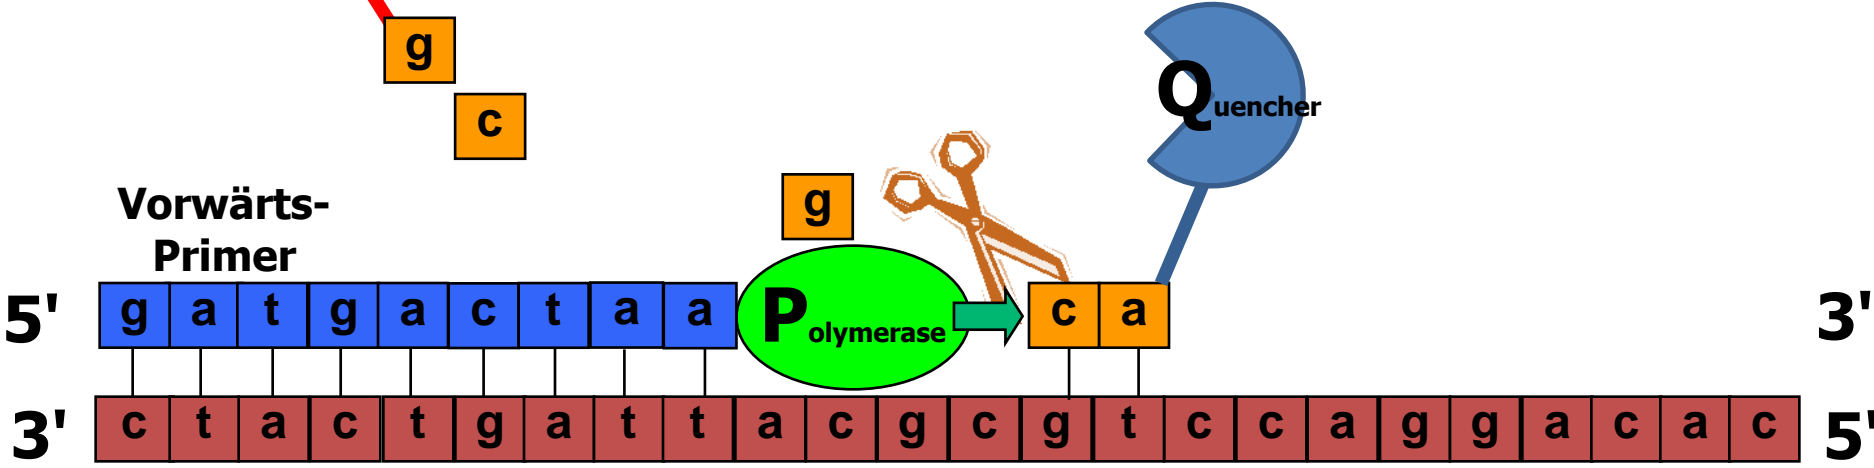 g
c
Quencher
g
Vorwärts-
Primer
5' g a t g a c t a a Polymerase c a 3'
3' c t a c t g a t t a c g c g t c c a g g a c a c 5'